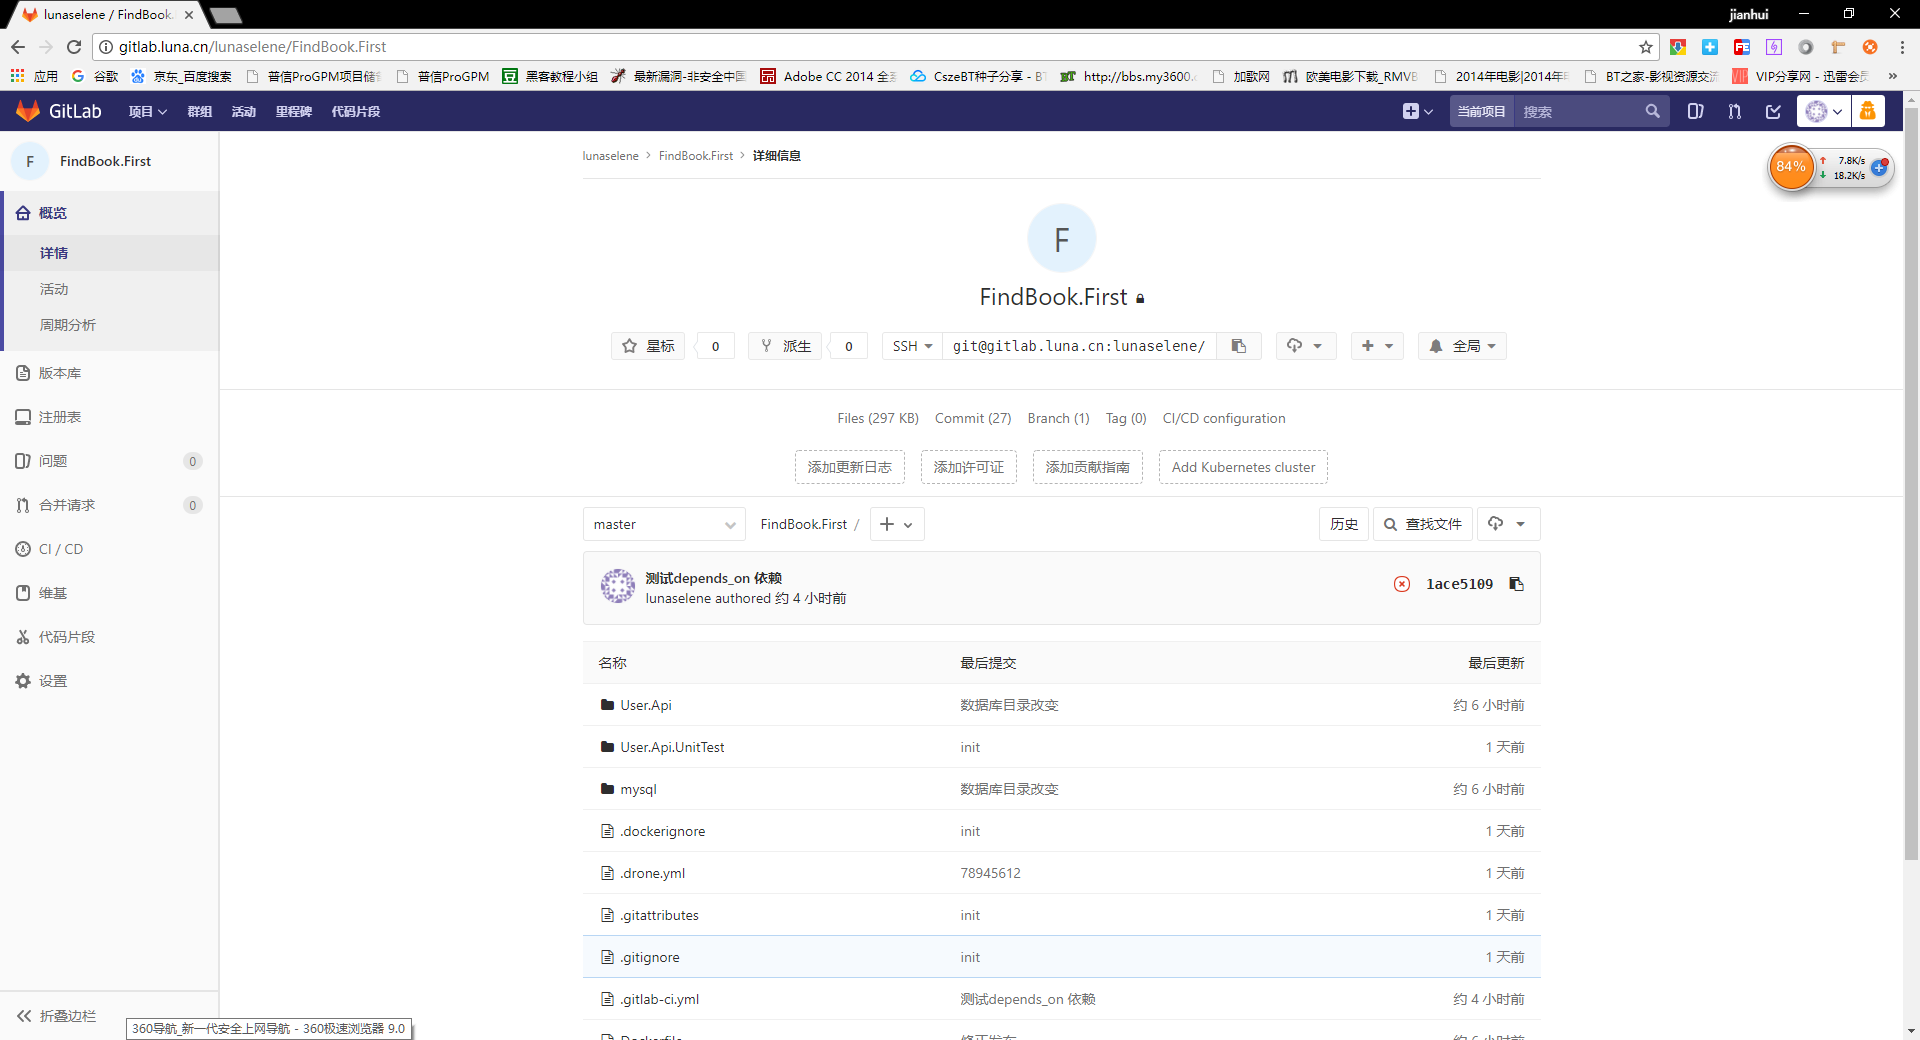 lunaselene / FindBook.
jianhui
gitlab.luna.cn/lunaselene/FindBook.First
应用 谷歌 京东_百度搜索 普信ProGPM项目储 普信ProGPM 黑客教程小组 最新漏洞-非安全中国 Adobe CC 2014 全系 CszeBT种子分享 - BT http://bbs.my3600. 加歌网 欧美电影下载_RMVB 2014年电影|2014年 BT之家-影视资源交流 VIP分享网 - 迅雷会员 »
GitLab 项目 群组 活动 里程碑 代码片段 当前项目 搜索
F FindBook.First
lunaselene › FindBook.First › 详细信息
84% 7.8K/s
18.2K/s
概览
详情
活动
周期分析
版本库
注册表
问题 0
合并请求 0
CI / CD
维基
代码片段
设置
折叠边栏
F
FindBook.First
星标 0 派生 0 SSH git@gitlab.luna.cn:lunaselene/ 全局
Files (297 KB) Commit (27) Branch (1) Tag (0) CI/CD configuration
添加更新日志 添加许可证 添加贡献指南 Add Kubernetes cluster
master FindBook.First / 历史 查找文件
测试depends_on 依赖
lunaselene authored 约 4 小时前 1ace5109
名称 最后提交 最后更新
User.Api 数据库目录改变 约 6 小时前
User.Api.UnitTest init 1 天前
mysql 数据库目录改变 约 6 小时前
.dockerignore init 1 天前
.drone.yml 78945612 1 天前
.gitattributes init 1 天前
.gitignore init 1 天前
.gitlab-ci.yml 测试depends_on 依赖 约 4 小时前
Dockerfile 修正发布 约 6 小时前
360导航_新一代安全上网导航 - 360极速浏览器 9.0